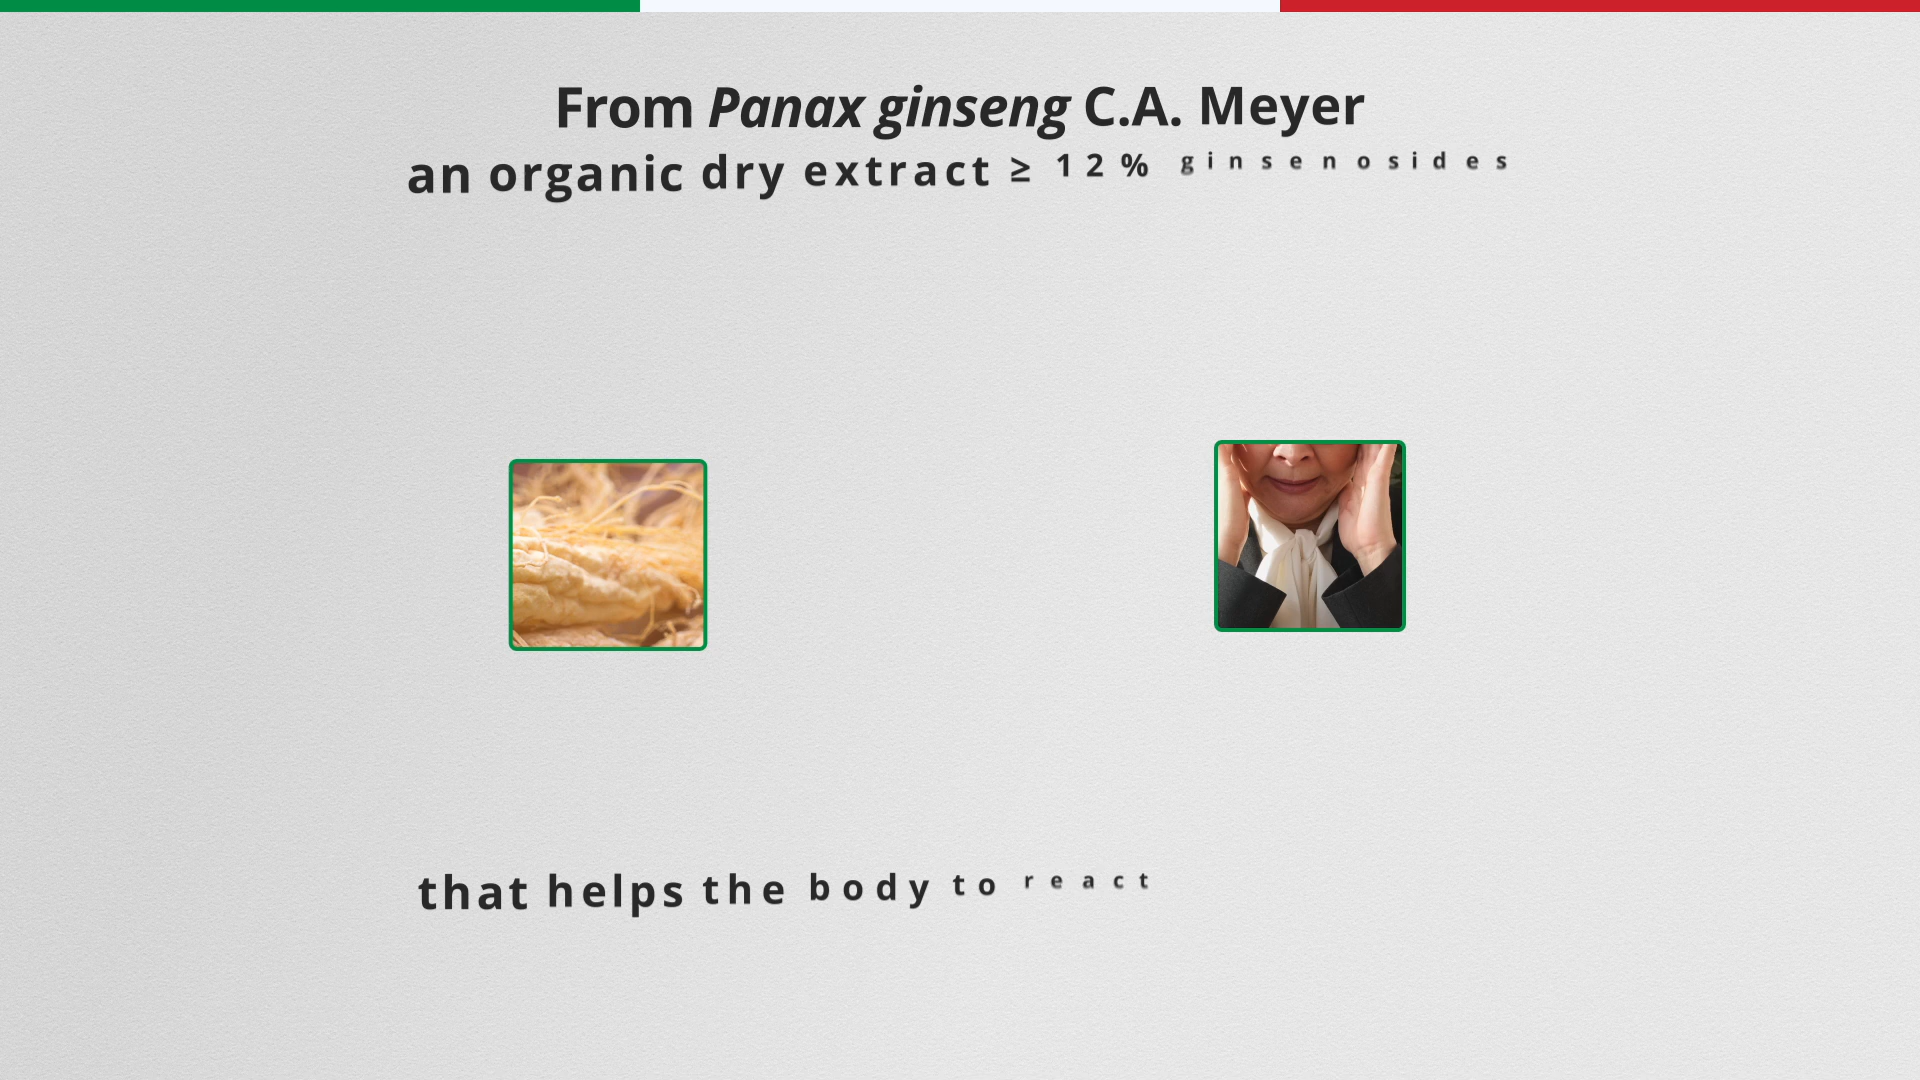 From Panax ginseng C.A. Meyer
an organic dry extract ≥ 12% ginsenosides
that helps the body to react